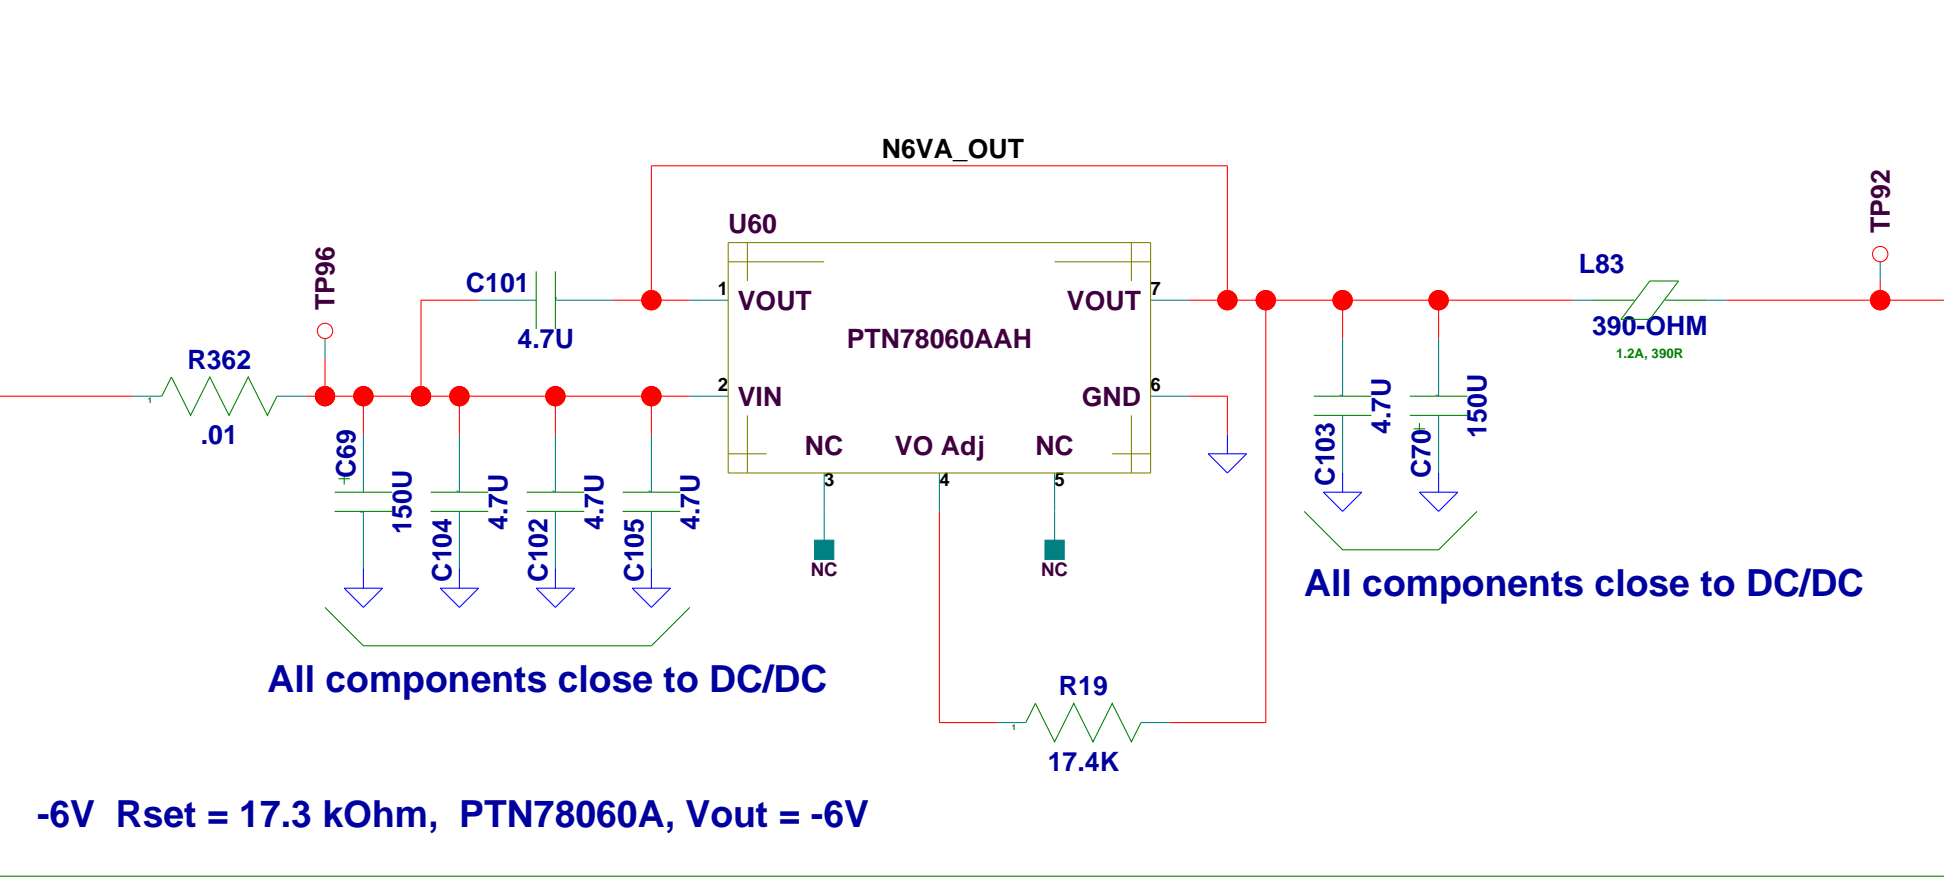 N6VA_OUT
TP92
U60
TP96
L83
C101
1
VOUT
VOUT
7
390-OHM
4.7U
PTN78060AAH
1.2A, 390R
R362
2
VIN
GND
6
1
.01
C69
150U
C104
4.7U
C102
4.7U
C105
4.7U
NC
VO Adj
NC
3
4
5
NC
NC
C103
4.7U
C70
150U
All components close to DC/DC
All components close to DC/DC
R19
1
17.4K
-6V Rset = 17.3 kOhm, PTN78060A, Vout = -6V